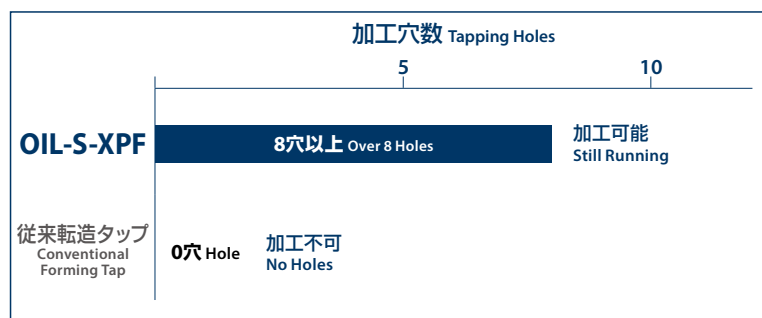 加工穴数 Tapping Holes
5 10
OIL-S-XPF
8穴以上 Over 8 Holes
加工可能
Still Running
従来転造タップ
Conventional
Forming Tap
0穴 Hole
加工不可
No Holes